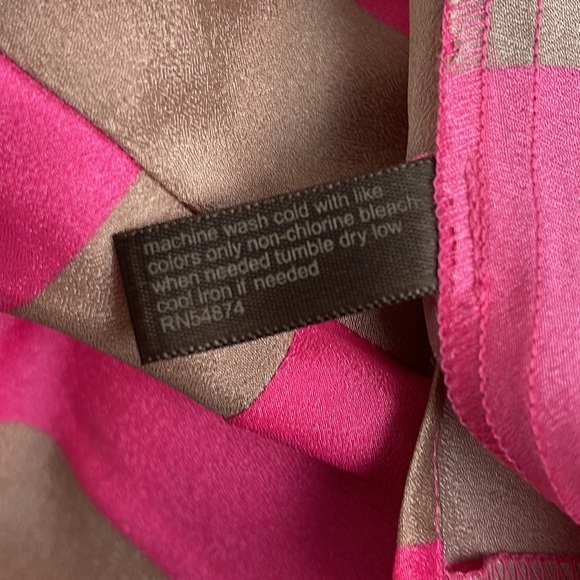 machine wash cold with like
colors only non-chlorine bleach
when needed tumble dry low
cool Iron if needed
RN54874